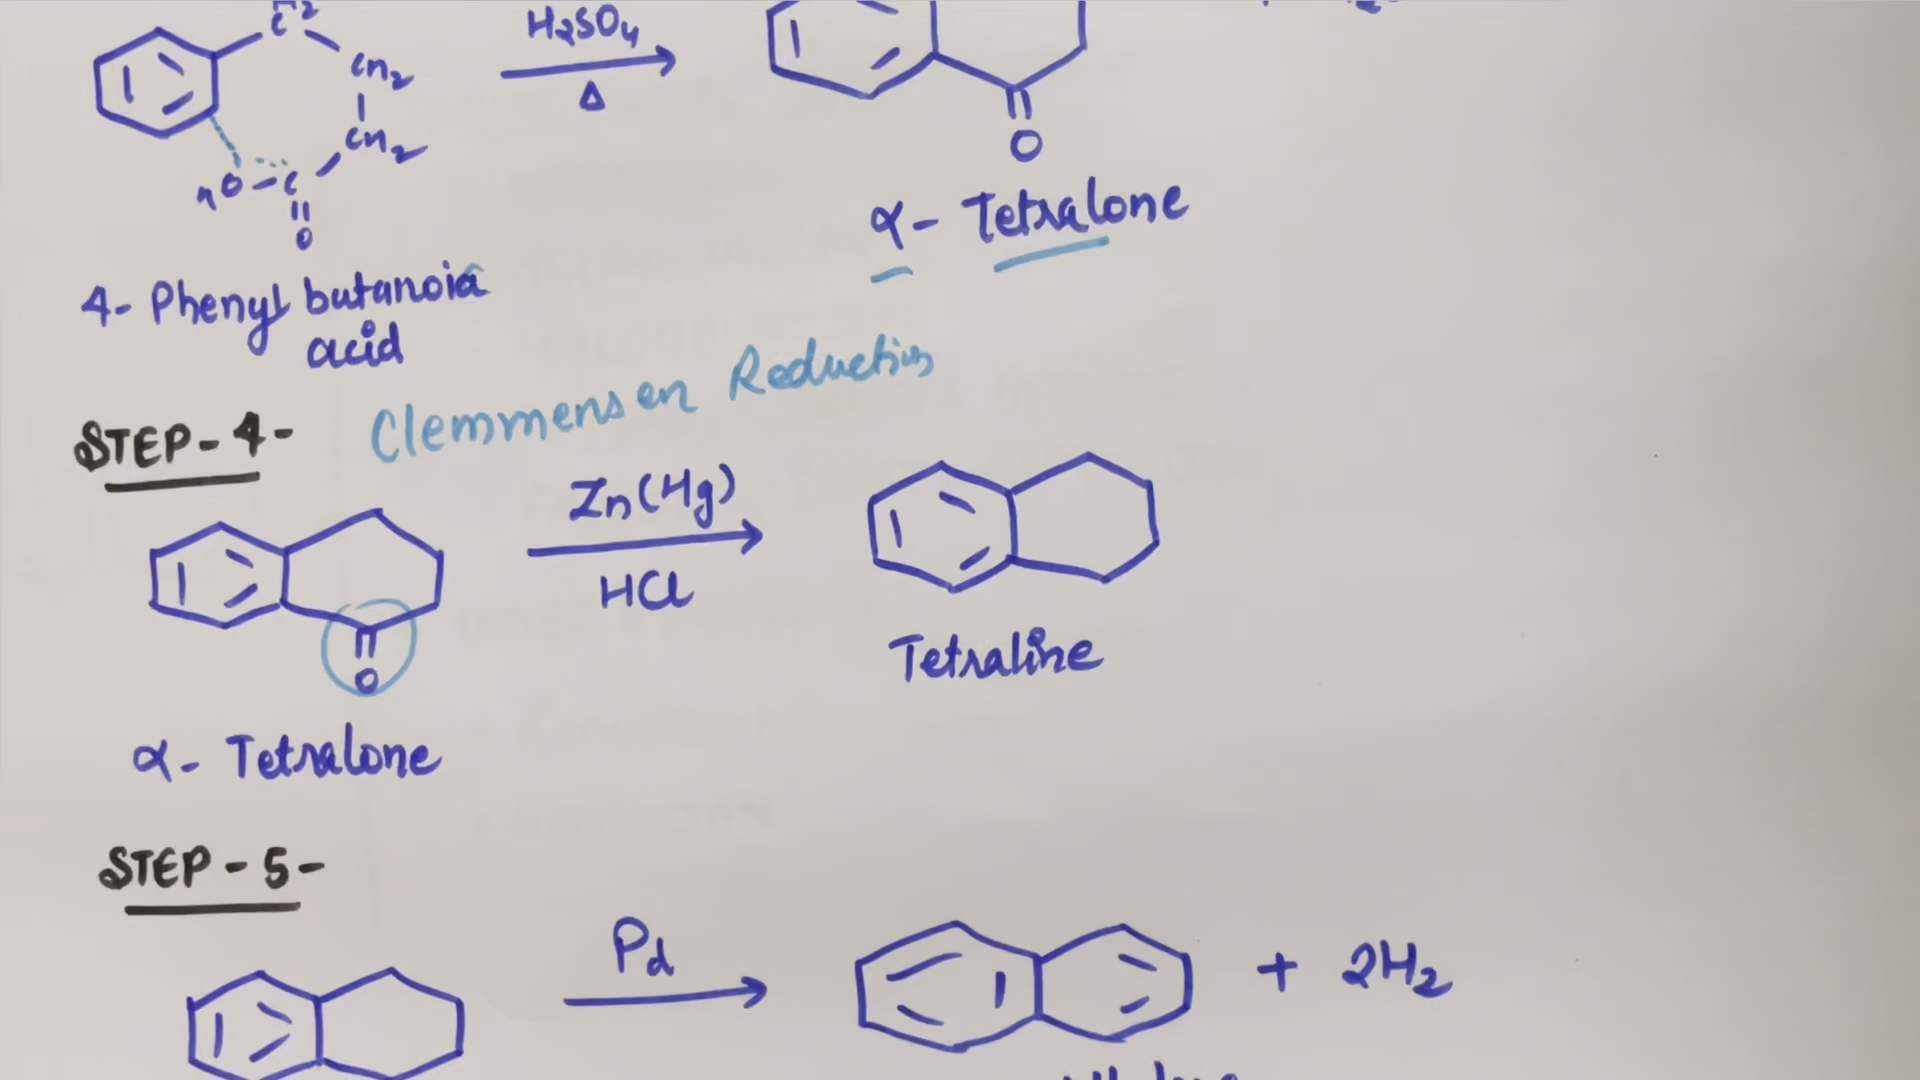 H₂SO₄
Δ
CH₂
CH₂
HO-C
O
O
α- Tetralone
4- Phenyl butanoic
acid
STEP-4- Clemmensen Reduction
Zn(Hg)
HCl
O
Tetraline
α- Tetralone
STEP - 5-
Pd
+ 2H₂